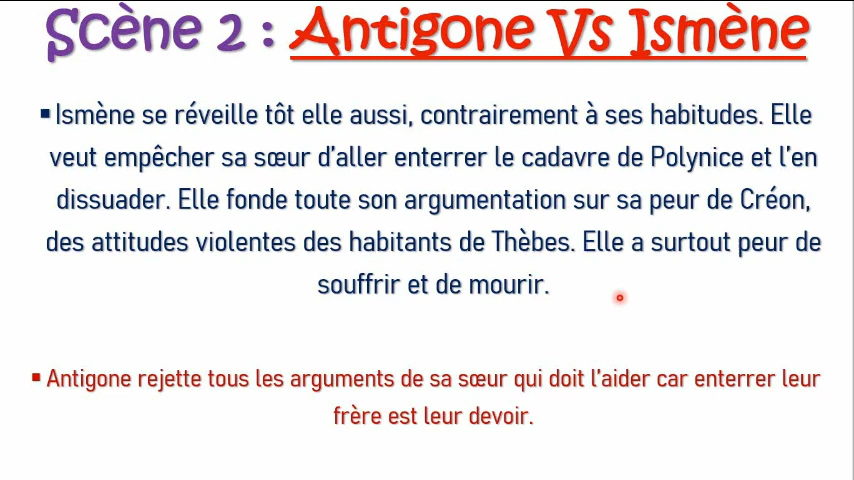 Scène 2 : Antigone Vs Ismène
▪Ismène se réveille tôt elle aussi, contrairement à ses habitudes. Elle
veut empêcher sa sœur d'aller enterrer le cadavre de Polynice et l'en
dissuader. Elle fonde toute son argumentation sur sa peur de Créon,
des attitudes violentes des habitants de Thèbes. Elle a surtout peur de
souffrir et de mourir.
▪ Antigone rejette tous les arguments de sa sœur qui doit l'aider car enterrer leur
frère est leur devoir.